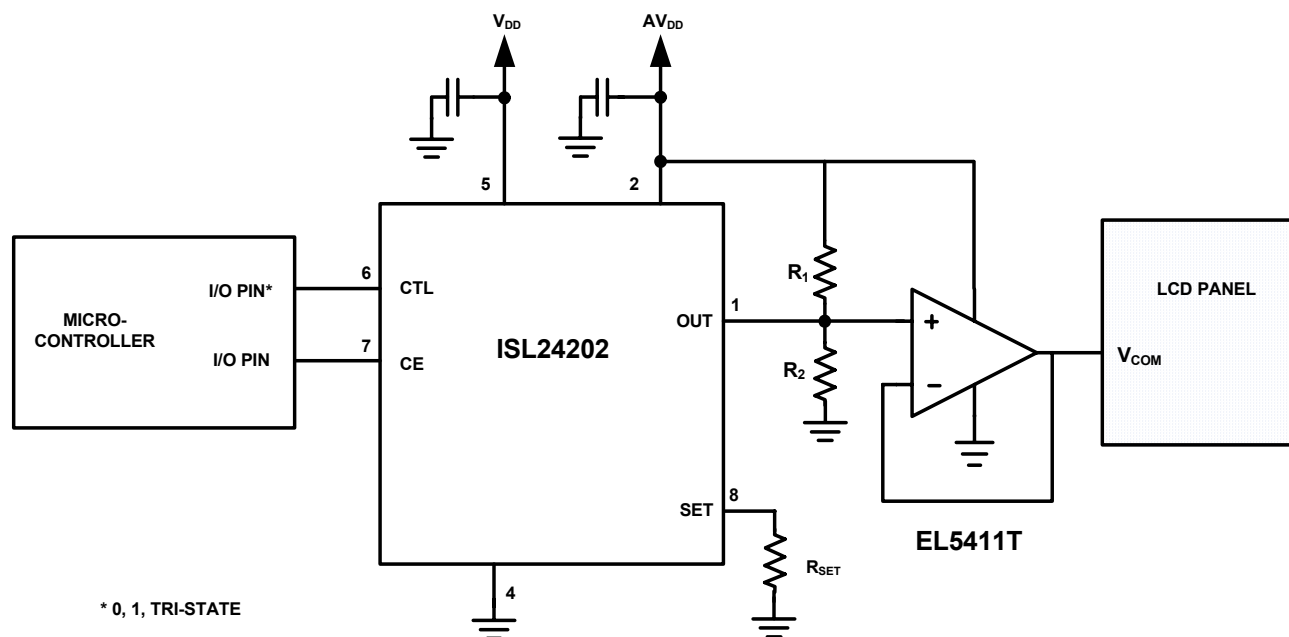 VDD
AVDD
5
2
MICRO-
CONTROLLER
I/O PIN*
I/O PIN
6
7
CTL
CE
ISL24202
OUT
1
SET
8
4
R1
R2
RSET
+
−
EL5411T
LCD PANEL
VCOM
* 0, 1, TRI-STATE